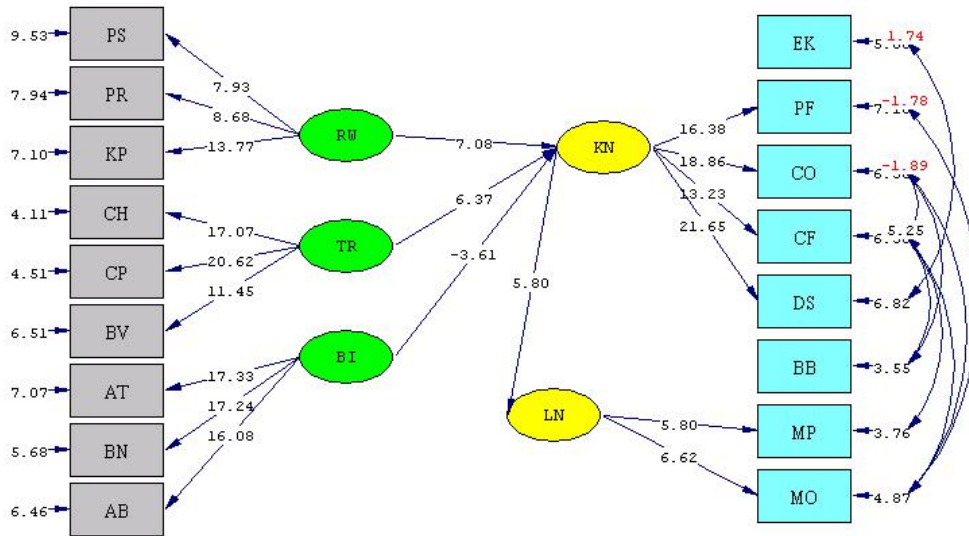 9.53 PS
7.94 PR
7.10 KP
4.11 CH
4.51 CP
6.51 BV
7.07 AT
5.68 BN
6.46 AB
7.93
8.68
13.77
17.07
20.62
11.45
17.33
17.24
16.08
RW
TR
BI
7.08
6.37
-3.61
5.80
KN
LN
16.38
18.86
13.23
21.65
5.80
6.62
EK 1.74
PF -1.78
CO -1.89
CF 5.25
DS 6.82
BB 3.55
MP 3.76
MO 4.87